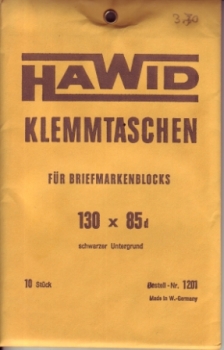 3.30
HAWID
KLEMMTASCHEN
FÜR BRIEFMARKENBLOCKS
130 x 85d
schwarzer Untergrund
10 Stück
Bestell-Nr. 1201
Made in W.-Germany